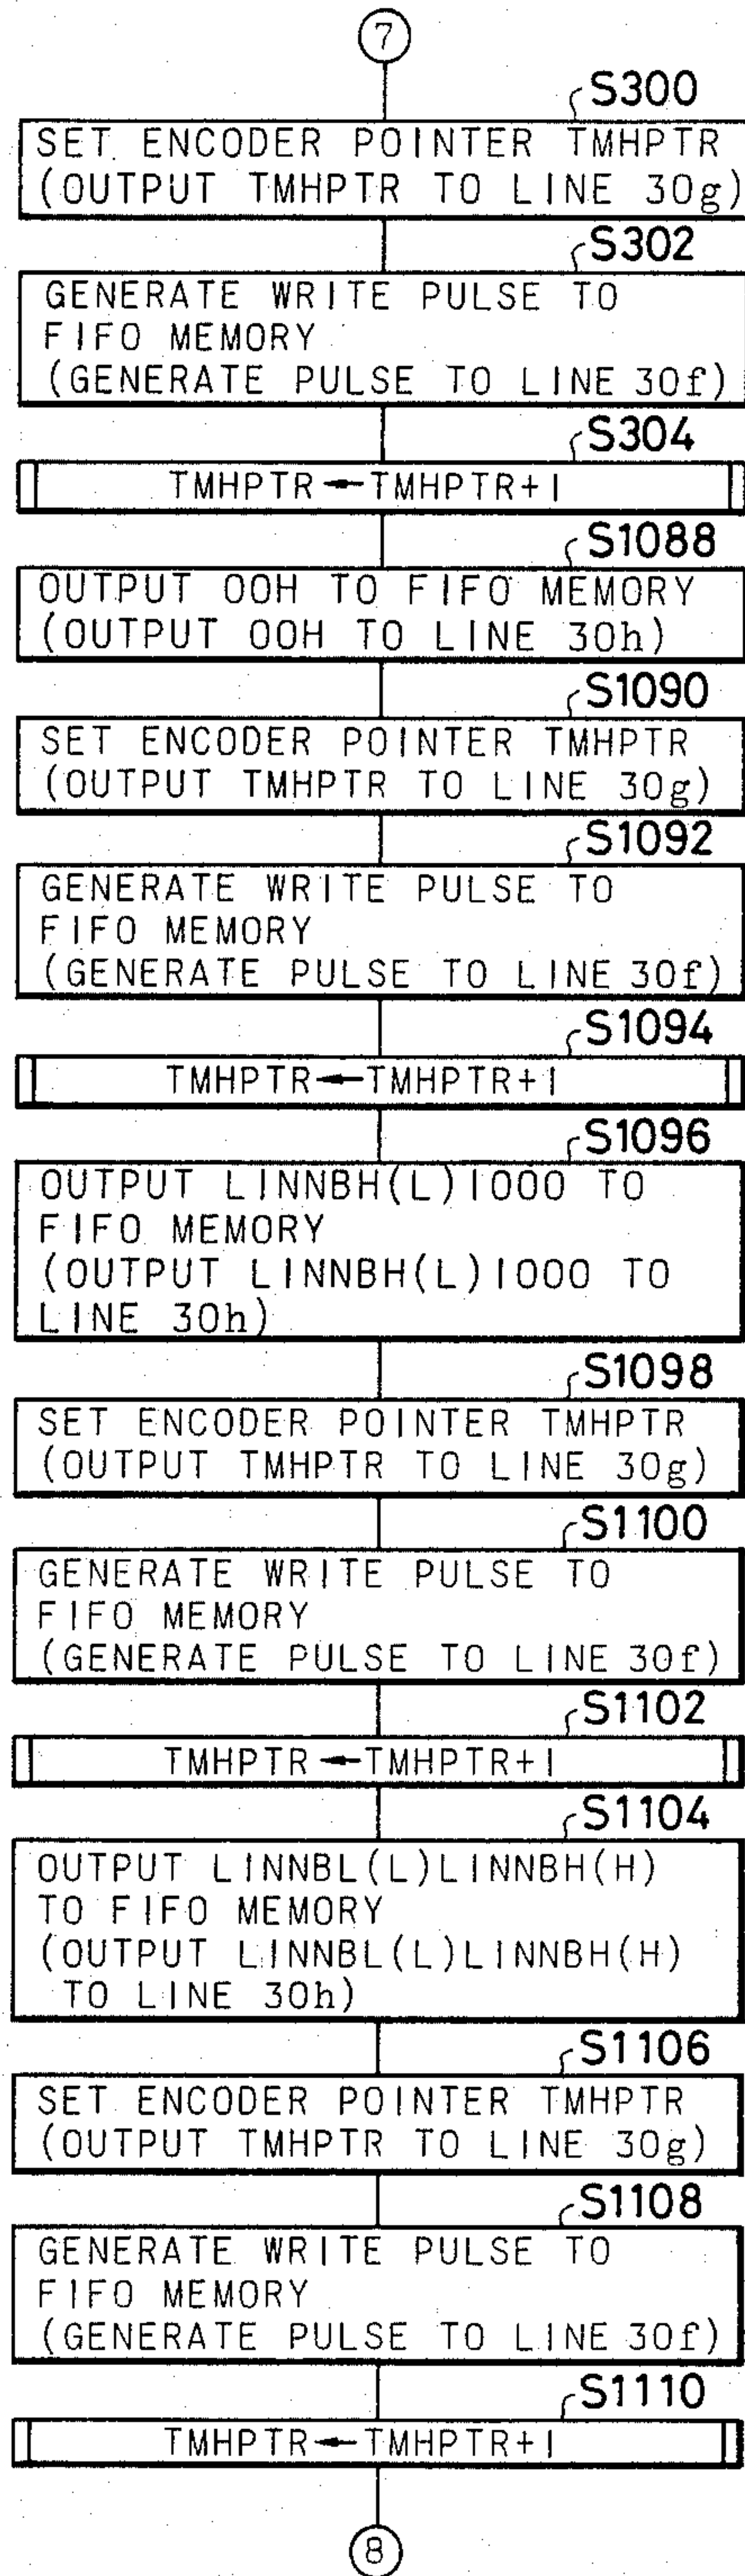 7
S300
SET ENCODER POINTER TMHPTR
(OUTPUT TMHPTR TO LINE 30g)
S302
GENERATE WRITE PULSE TO
FIFO MEMORY
(GENERATE PULSE TO LINE 30f)
S304
TMHPTR←TMHPTR+1
S1088
OUTPUT 00H TO FIFO MEMORY
(OUTPUT 00H TO LINE 30h)
S1090
SET ENCODER POINTER TMHPTR
(OUTPUT TMHPTR TO LINE 30g)
S1092
GENERATE WRITE PULSE TO
FIFO MEMORY
(GENERATE PULSE TO LINE 30f)
S1094
TMHPTR←TMHPTR+1
S1096
OUTPUT LINNBH(L)1000 TO
FIFO MEMORY
(OUTPUT LINNBH(L)1000 TO
LINE 30h)
S1098
SET ENCODER POINTER TMHPTR
(OUTPUT TMHPTR TO LINE 30g)
S1100
GENERATE WRITE PULSE TO
FIFO MEMORY
(GENERATE PULSE TO LINE 30f)
S1102
TMHPTR←TMHPTR+1
S1104
OUTPUT LINNBL(L)LINNBH(H)
TO FIFO MEMORY
(OUTPUT LINNBL(L)LINNBH(H)
TO LINE 30h)
S1106
SET ENCODER POINTER TMHPTR
(OUTPUT TMHPTR TO LINE 30g)
S1108
GENERATE WRITE PULSE TO
FIFO MEMORY
(GENERATE PULSE TO LINE 30f)
S1110
TMHPTR←TMHPTR+1
8